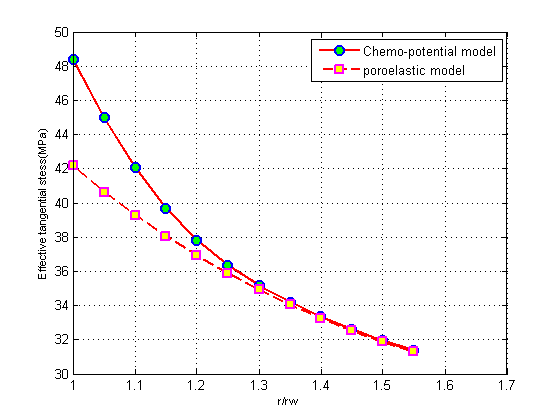 50
48
46
44
42
40
38
36
34
32
30
Effective tangential stess(MPa)
Chemo-potential model
poroelastic model
1 1.1 1.2 1.3 1.4 1.5 1.6 1.7
r/rw